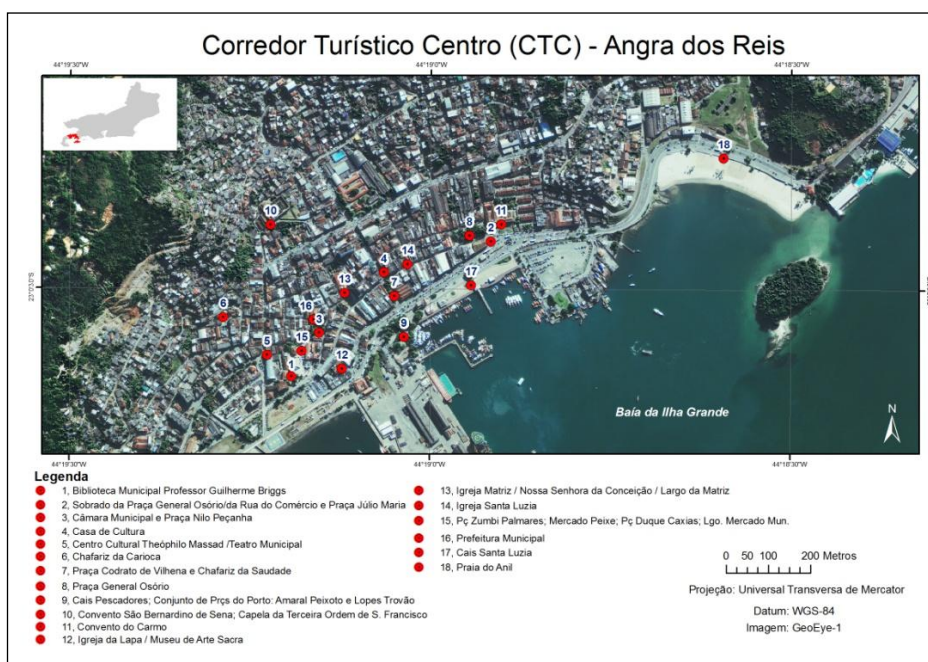 Corredor Turístico Centro (CTC) - Angra dos Reis
44°19'30"W 44°19'0"W 44°18'30"W
18
10
11
8
2
14
4
17
7
13
6
16
3
9
15
5
12
1
23°0'30"S
Baía da Ilha Grande
N
44°19'30"W 44°19'0"W 44°18'30"W
Legenda
1, Biblioteca Municipal Professor Guilherme Briggs
2, Sobrado da Praça General Osório/da Rua do Comércio e Praça Júlio Maria
3, Câmara Municipal e Praça Nilo Peçanha
4, Casa de Cultura
5, Centro Cultural Theóphilo Massad /Teatro Municipal
6, Chafariz da Carioca
7, Praça Codrato de Vilhena e Chafariz da Saudade
8, Praça General Osório
9, Cais Pescadores; Conjunto de Prçs do Porto: Amaral Peixoto e Lopes Trovão
10, Convento São Bernardino de Sena; Capela da Terceira Ordem de S. Francisco
11, Convento do Carmo
12, Igreja da Lapa / Museu de Arte Sacra
13, Igreja Matriz / Nossa Senhora da Conceição / Largo da Matriz
14, Igreja Santa Luzia
15, Pç Zumbi Palmares; Mercado Peixe; Pç Duque Caxias; Lgo. Mercado Mun.
16, Prefeitura Municipal
17, Cais Santa Luzia
18, Praia do Anil
0 50 100 200 Metros
Projeção: Universal Transversa de Mercator
Datum: WGS-84
Imagem: GeoEye-1